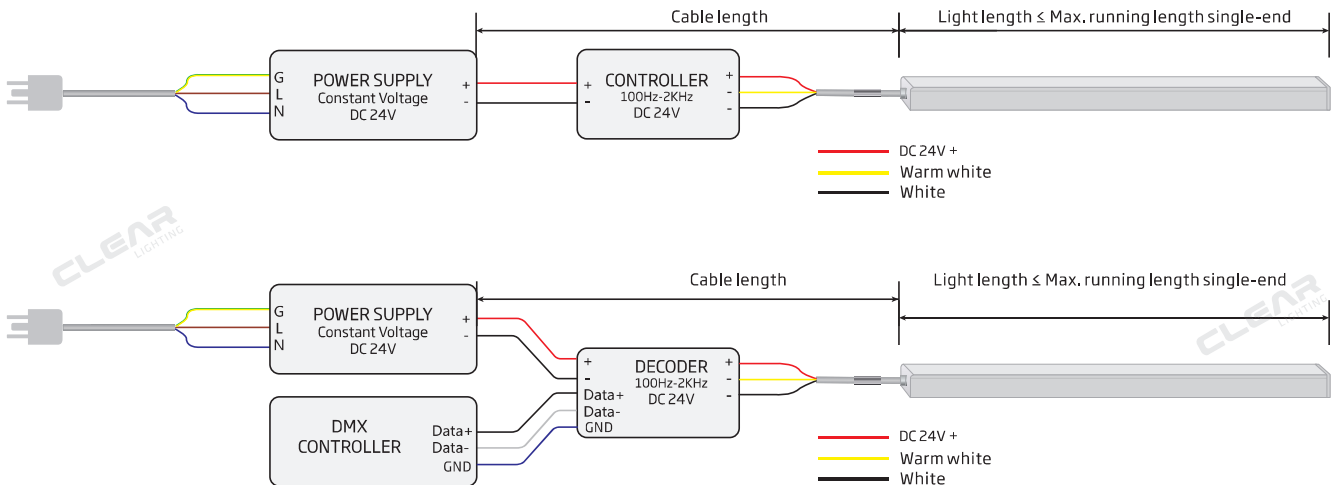 Cable length
Light length ≤ Max. running length single-end
G
L
N
POWER SUPPLY
Constant Voltage
DC 24V
+
-
+
-
CONTROLLER
100Hz-2KHz
DC 24V
+
-
-
DC 24V +
Warm white
White
CLEAR
LIGHTING
Cable length
Light length ≤ Max. running length single-end
G
L
N
POWER SUPPLY
Constant Voltage
DC 24V
+
-
+
-
Data+
Data-
GND
DECODER
100Hz-2KHz
DC 24V
+
-
-
CLEAR
LIGHTING
DMX
CONTROLLER
Data+
Data-
GND
DC 24V +
Warm white
White